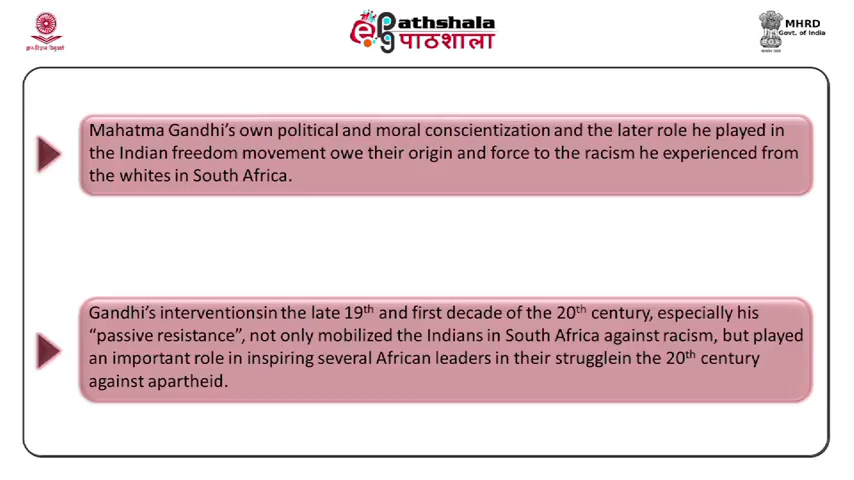 Pathshala
पाठशाला
MHRD
Govt. of India
Mahatma Gandhi's own political and moral conscientization and the later role he played in
the Indian freedom movement owe their origin and force to the racism he experienced from
the whites in South Africa.
Gandhi's interventionsin the late 19th and first decade of the 20th century, especially his
“passive resistance”, not only mobilized the Indians in South Africa against racism, but played
an important role in inspiring several African leaders in their strugglein the 20th century
against apartheid.